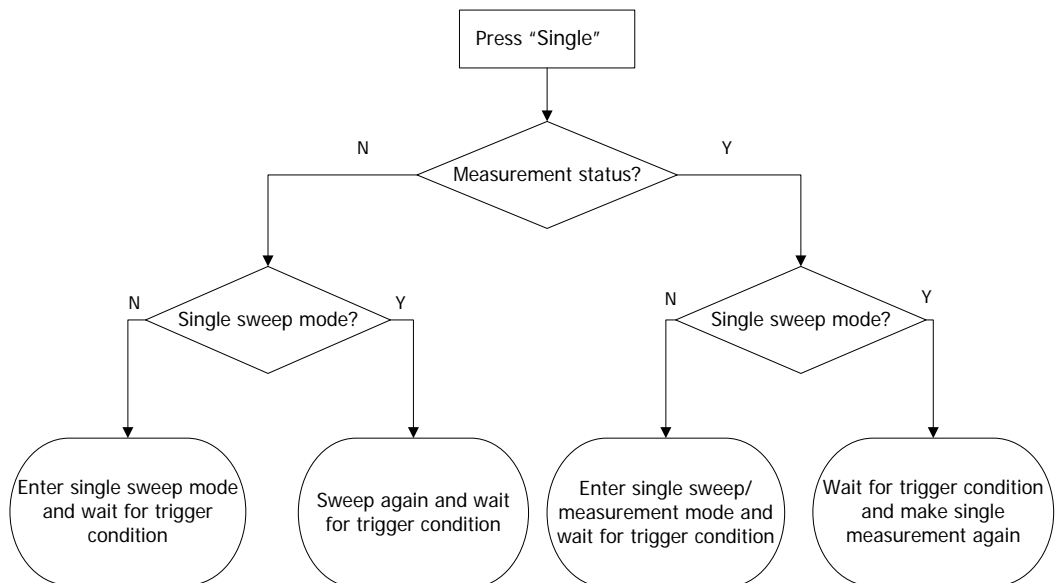 Press “Single”
N
Y
Measurement status?
N
Y
N
Y
Single sweep mode?
Single sweep mode?
Enter single sweep mode
and wait for trigger
condition
Sweep again and wait
for trigger condition
Enter single sweep/
measurement mode and
wait for trigger condition
Wait for trigger condition
and make single
measurement again